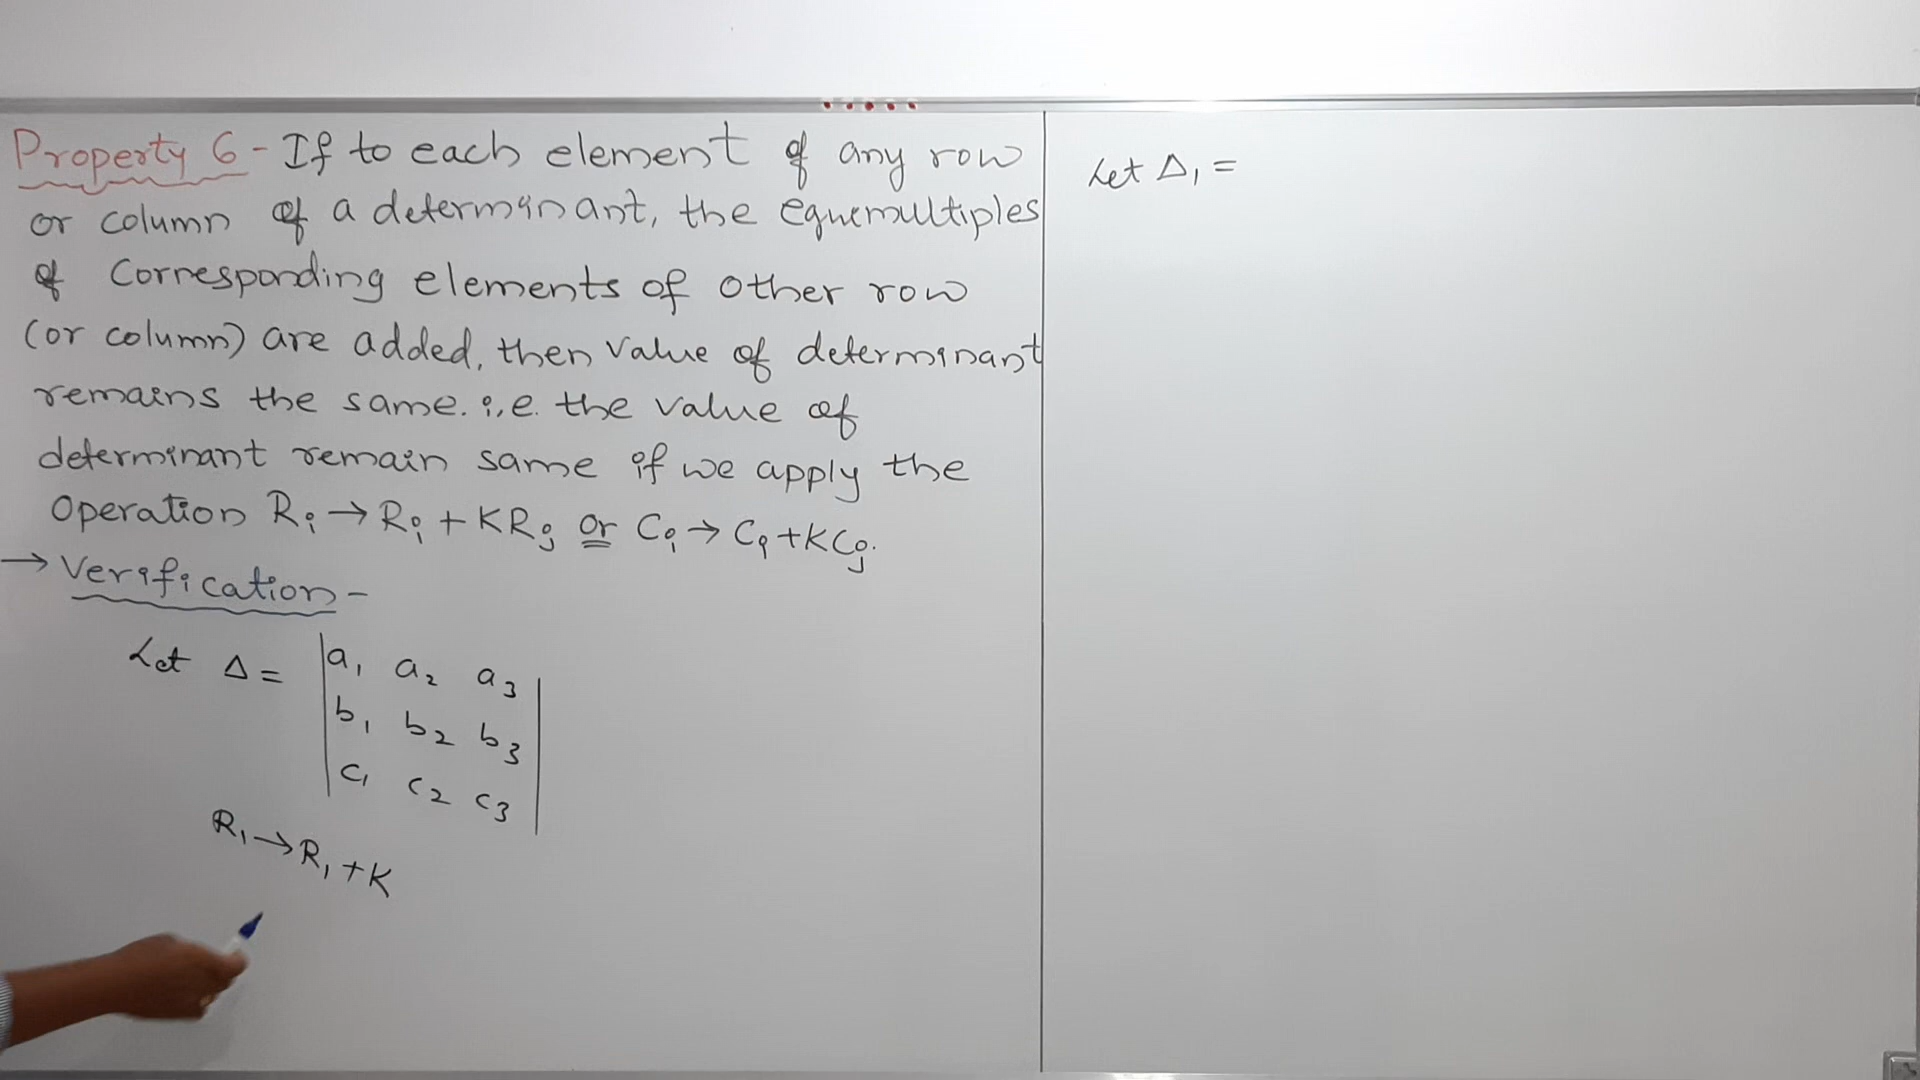 Property 6 - If to each element of any row
or column of a determinant, the equemultiples
of Corresponding elements of other row
(or column) are added, then value of determinant
remains the same. i.e. the value of
determinant remain same if we apply the
Operation Ri → Ri + KRj or Ci → Ci + KCj.
→ Verification -
Let Δ = | a₁ a₂ a₃ |
| b₁ b₂ b₃ |
| c₁ c₂ c₃ |
R₁ → R₁ + K
Let Δ₁ =